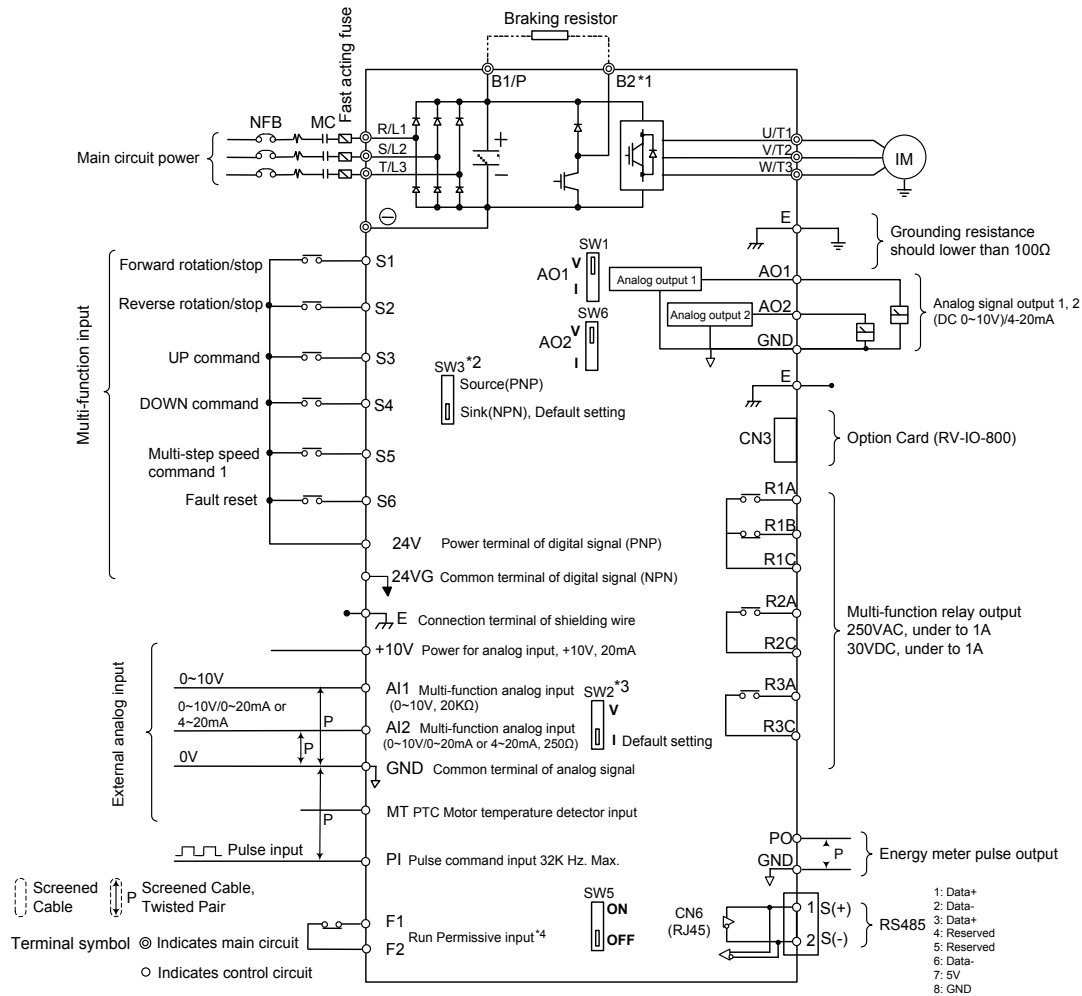 Braking resistor
Fast acting fuse
B1/P
B2*1
NFB
MC
R/L1
S/L2
T/L3
Main circuit power
+
−
U/T1
V/T2
W/T3
IM
⊖
E
Grounding resistance
should lower than 100Ω
Multi-function input
Forward rotation/stop
S1
Reverse rotation/stop
S2
UP command
S3
DOWN command
S4
Multi-step speed
command 1
S5
Fault reset
S6
24V Power terminal of digital signal (PNP)
24VG Common terminal of digital signal (NPN)
E Connection terminal of shielding wire
SW1
AO1
V
I
SW6
AO2
V
I
Analog output 1
AO1
Analog output 2
AO2
GND
Analog signal output 1, 2
(DC 0~10V)/4-20mA
SW3*2
Source(PNP)
Sink(NPN), Default setting
E
CN3
Option Card (RV-IO-800)
R1A
R1B
R1C
R2A
R2C
R3A
R3C
Multi-function relay output
250VAC, under to 1A
30VDC, under to 1A
External analog input
+10V Power for analog input, +10V, 20mA
0~10V
AI1 Multi-function analog input
(0~10V, 20KΩ)
0~10V/0~20mA or
4~20mA
AI2 Multi-function analog input
(0~10V/0~20mA or 4~20mA, 250Ω)
SW2*3
V
I Default setting
P
P
0V
GND Common terminal of analog signal
MT PTC Motor temperature detector input
P
Pulse input
PI Pulse command input 32K Hz. Max.
PO
P
GND
Energy meter pulse output
Screened
Cable
P
Screened Cable,
Twisted Pair
Terminal symbol
Indicates main circuit
Indicates control circuit
F1
F2
Run Permissive input*4
SW5
ON
OFF
CN6
(RJ45)
1
S(+)
2
S(-)
RS485
1: Data+
2: Data-
3: Data+
4: Reserved
5: Reserved
6: Data-
7: 5V
8: GND